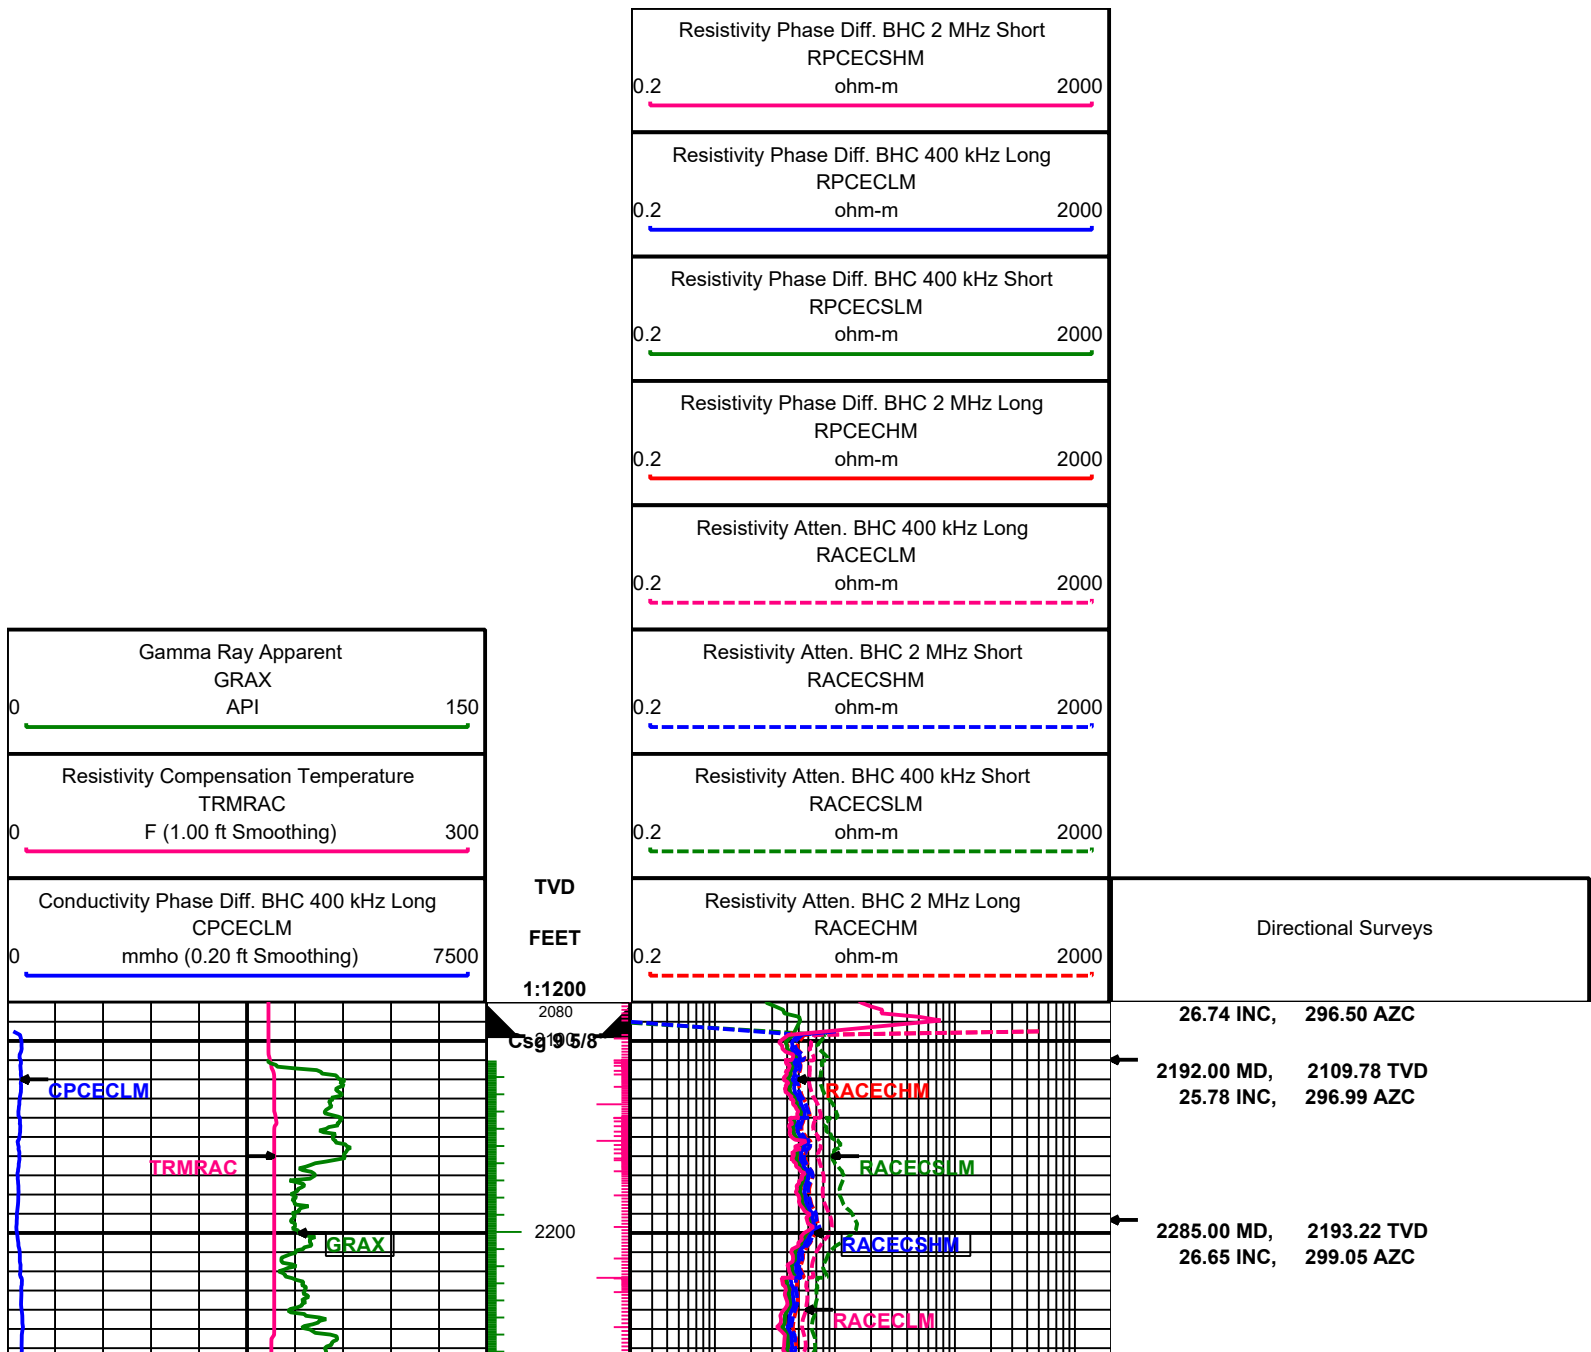 Resistivity Phase Diff. BHC 2 MHz Short
RPCECSHM
0.2 ohm-m 2000
Resistivity Phase Diff. BHC 400 kHz Long
RPCECLM
0.2 ohm-m 2000
Resistivity Phase Diff. BHC 400 kHz Short
RPCECSLM
0.2 ohm-m 2000
Resistivity Phase Diff. BHC 2 MHz Long
RPCECHM
0.2 ohm-m 2000
Resistivity Atten. BHC 400 kHz Long
RACECLM
0.2 ohm-m 2000
Gamma Ray Apparent
GRAX
0 API 150
Resistivity Atten. BHC 2 MHz Short
RACECSHM
0.2 ohm-m 2000
Resistivity Compensation Temperature
TRMRAC
0 F (1.00 ft Smoothing) 300
Resistivity Atten. BHC 400 kHz Short
RACECSLM
0.2 ohm-m 2000
Conductivity Phase Diff. BHC 400 kHz Long
CPCECLM
0 mmho (0.20 ft Smoothing) 7500
TVD
FEET
1:1200
Resistivity Atten. BHC 2 MHz Long
RACECHM
0.2 ohm-m 2000
Directional Surveys
2080
26.74 INC, 296.50 AZC
2100
Csg 9 5/8
2192.00 MD, 2109.78 TVD
25.78 INC, 296.99 AZC
CPCECLM
RACECHM
TRMRAC
RACECSLM
2200
2285.00 MD, 2193.22 TVD
26.65 INC, 299.05 AZC
GRAX
RACECSHM
RACECLM